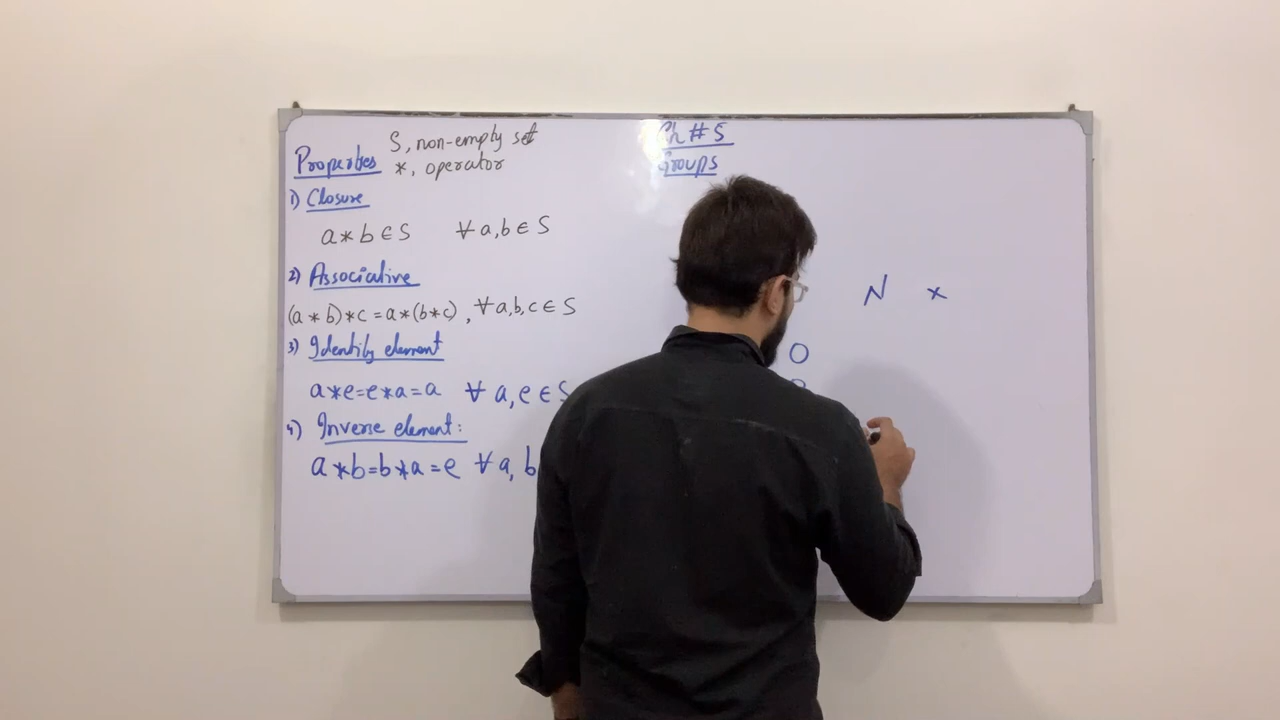 Ch # 5
Groups
S, non-empty set
Properties *, operator
1) Closure
a * b ∈ S ∀ a,b ∈ S
2) Associative
(a * b) * c = a * (b * c), ∀ a,b,c ∈ S
3) Identity element
a * e = e * a = a ∀ a, e ∈ S
4) Inverse element:
a * b = b * a = e ∀ a, b
N ×
0